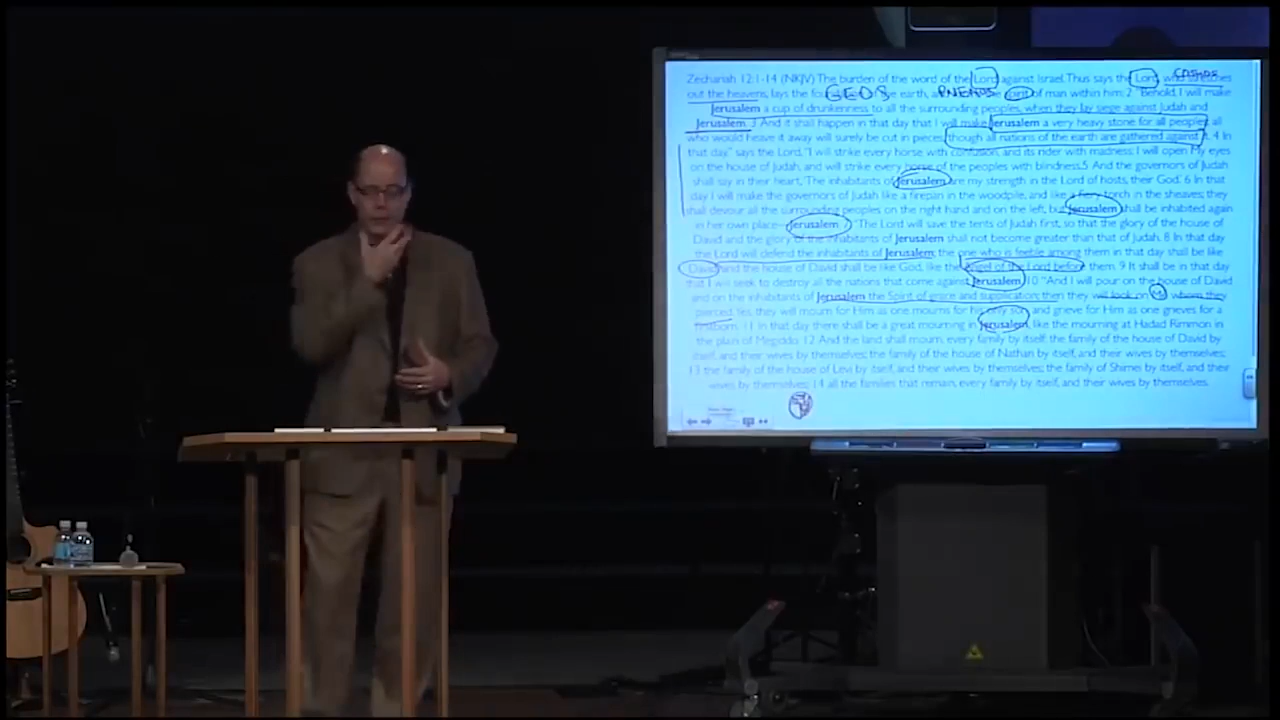 Zechariah 12:1-14 (NKJV) The burden of the word of the Lord against Israel. Thus says the Lord, who stretches
COSMOS
out the heavens, lays the earth, spirit of man within him: 2 "Behold, I will make
GEOS PNEMOS
Jerusalem a cup of drunkenness to all the surrounding peoples, when they lay siege against Judah and
Jerusalem. 3 And it shall happen in that day that I will make Jerusalem a very heavy stone for all peoples; all
who would heave it away will surely be cut in pieces, though all nations of the earth are gathered against it. 4 In
that day," says the Lord, "I will strike every horse with confusion, and its rider with madness; I will open My eyes
on the house of Judah, and will strike every horse of the peoples with blindness. 5 And the governors of Judah
shall say in their heart, 'The inhabitants of Jerusalem are my strength in the Lord of hosts, their God.' 6 In that
day I will make the governors of Judah like a firepan in the woodpile, and like a fiery torch in the sheaves; they
shall devour all the surrounding peoples on the right hand and on the left, but Jerusalem shall be inhabited again
in her own place— Jerusalem. 7 "The Lord will save the tents of Judah first, so that the glory of the house of
David and the glory of the inhabitants of Jerusalem shall not become greater than that of Judah. 8 In that day
the Lord will defend the inhabitants of Jerusalem; the one who is feeble among them in that day shall be like
David, and the house of David shall be like God, like the Angel of the Lord before them. 9 It shall be in that day
that I will seek to destroy all the nations that come against Jerusalem. 10 "And I will pour on the house of David
and on the inhabitants of Jerusalem the Spirit of grace and supplication; then they will look on Me whom they
pierced. Yes, they will mourn for Him as one mourns for his only son, and grieve for Him as one grieves for a
firstborn. 11 In that day there shall be a great mourning in Jerusalem, like the mourning at Hadad Rimmon in
the plain of Megiddo. 12 And the land shall mourn, every family by itself: the family of the house of David by
itself, and their wives by themselves; the family of the house of Nathan by itself, and their wives by themselves;
13 the family of the house of Levi by itself, and their wives by themselves; the family of Shimei by itself, and their
wives by themselves; 14 all the families that remain, every family by itself, and their wives by themselves.